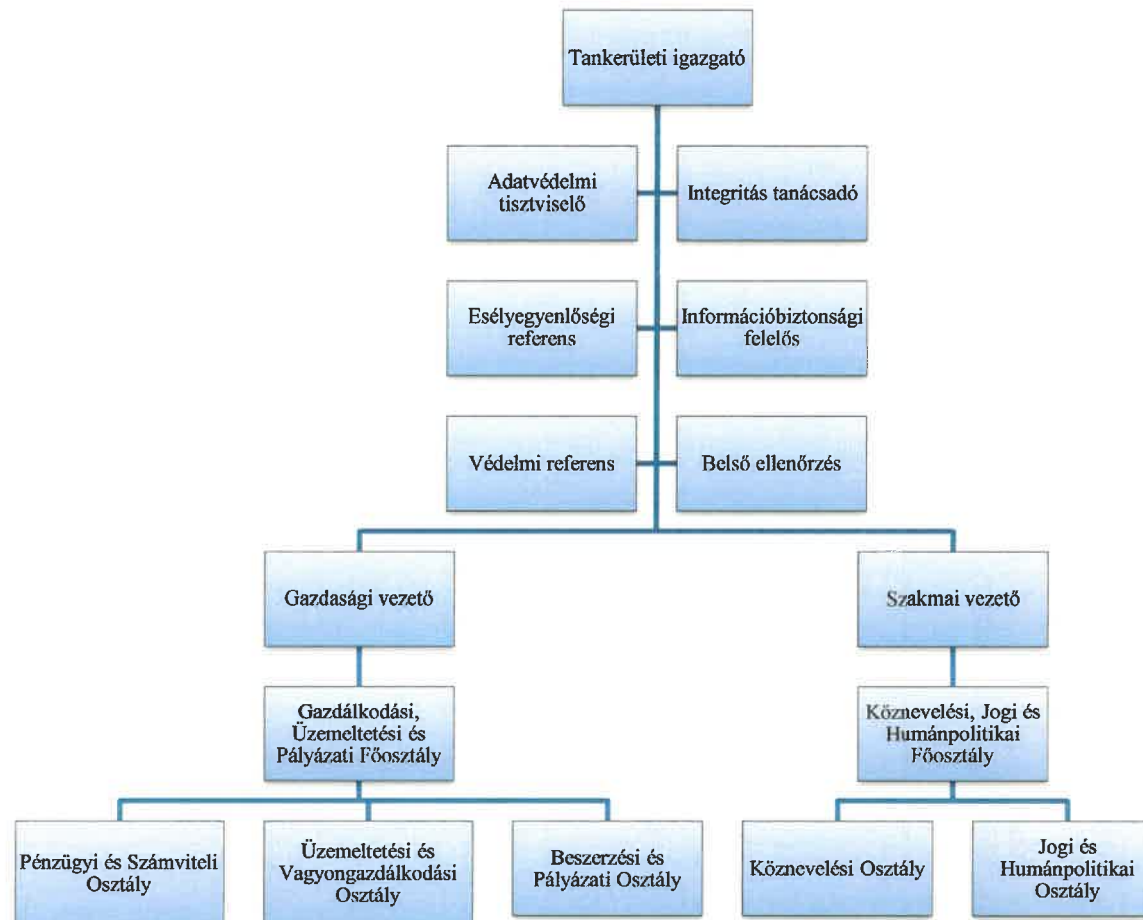 Tankerületi igazgató
Adatvédelmi
tisztviselő
Integritás tanácsadó
Esélyegyenlőségi
referens
Információbiztonsági
felelős
Védelmi referens
Belső ellenőrzés
Gazdasági vezető
Szakmai vezető
Gazdálkodási,
Üzemeltetési és
Pályázati Főosztály
Köznevelési, Jogi és
Humánpolitikai
Főosztály
Pénzügyi és Számviteli
Osztály
Üzemeltetési és
Vagyongazdálkodási
Osztály
Beszerzési és
Pályázati Osztály
Köznevelési Osztály
Jogi és
Humánpolitikai
Osztály